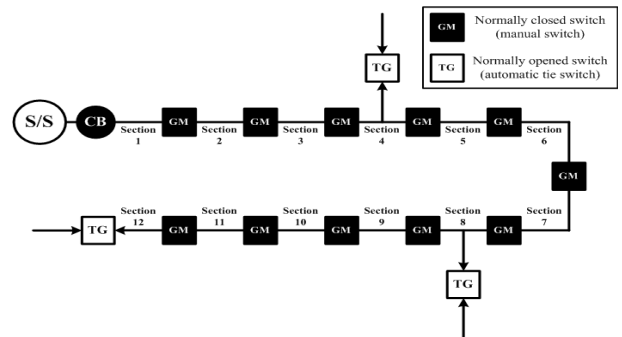 GM Normally closed switch
(manual switch)
TG Normally opened switch
(automatic tie switch)
TG
S/S CB GM GM GM GM GM
Section
1
Section
2
Section
3
Section
4
Section
5
Section
6
GM
Section
12
Section
11
Section
10
Section
9
Section
8
Section
7
TG GM GM GM GM GM
TG